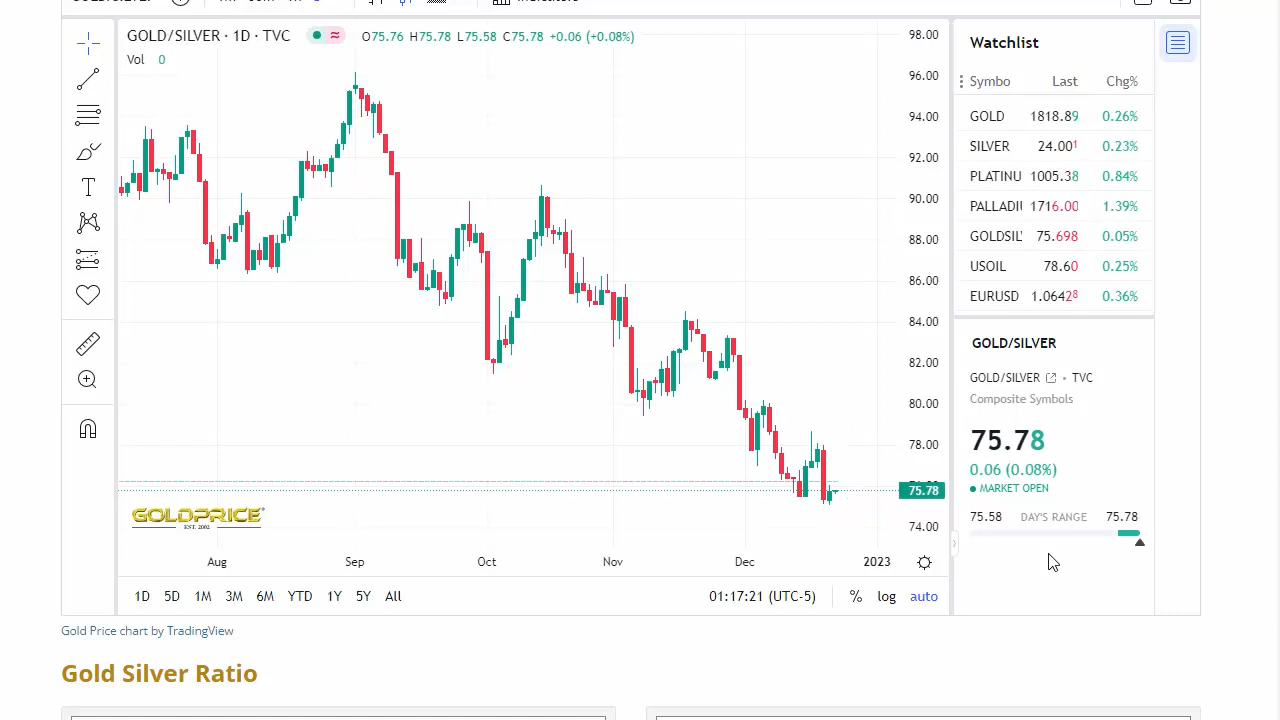 GOLD/SILVER · 1D · TVC
O75.76 H75.78 L75.58 C75.78 +0.06 (+0.08%)
Vol 0
98.00
96.00
94.00
92.00
90.00
88.00
86.00
84.00
82.00
80.00
78.00
75.78
74.00
GOLDPRICE
EST. 2002
Aug Sep Oct Nov Dec 2023
1D 5D 1M 3M 6M YTD 1Y 5Y All
01:17:21 (UTC-5) % log auto
Watchlist
Symbo Last Chg%
GOLD 1818.89 0.26%
SILVER 24.001 0.23%
PLATINU 1005.38 0.84%
PALLADI 1716.00 1.39%
GOLDSIL 75.698 0.05%
USOIL 78.60 0.25%
EURUSD 1.06428 0.36%
GOLD/SILVER
GOLD/SILVER • TVC
Composite Symbols
75.78
0.06 (0.08%)
MARKET OPEN
75.58 DAY'S RANGE 75.78
Gold Price chart by TradingView
Gold Silver Ratio